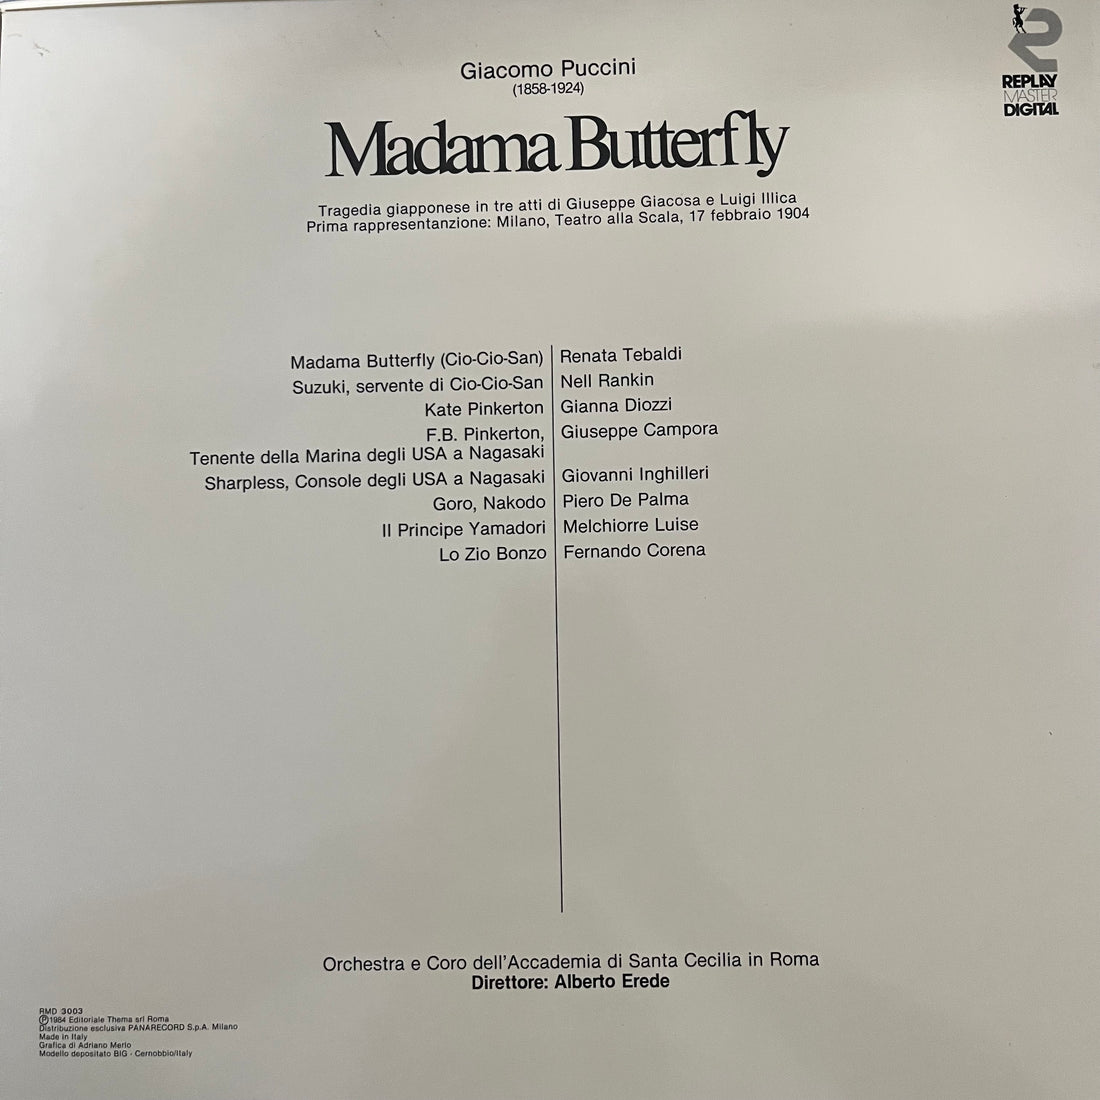 REPLAY
MASTER
DIGITAL
Giacomo Puccini
(1858-1924)
Madama Butterfly
Tragedia giapponese in tre atti di Giuseppe Giacosa e Luigi Illica
Prima rappresentanzione: Milano, Teatro alla Scala, 17 febbraio 1904
Madama Butterfly (Cio-Cio-San) Renata Tebaldi
Suzuki, servente di Cio-Cio-San Nell Rankin
Kate Pinkerton Gianna Diozzi
F.B. Pinkerton, Giuseppe Campora
Tenente della Marina degli USA a Nagasaki
Sharpless, Console degli USA a Nagasaki Giovanni Inghilleri
Goro, Nakodo Piero De Palma
Il Principe Yamadori Melchiorre Luise
Lo Zio Bonzo Fernando Corena
Orchestra e Coro dell'Accademia di Santa Cecilia in Roma
Direttore: Alberto Erede
RMD 3003
Ⓟ1984 Editoriale Thema srl Roma
Distribuzione esclusiva PANARECORD S.p.A. Milano
Made in Italy
Grafica di Adriano Merlo
Modello depositato BIG - Cernobbio/Italy